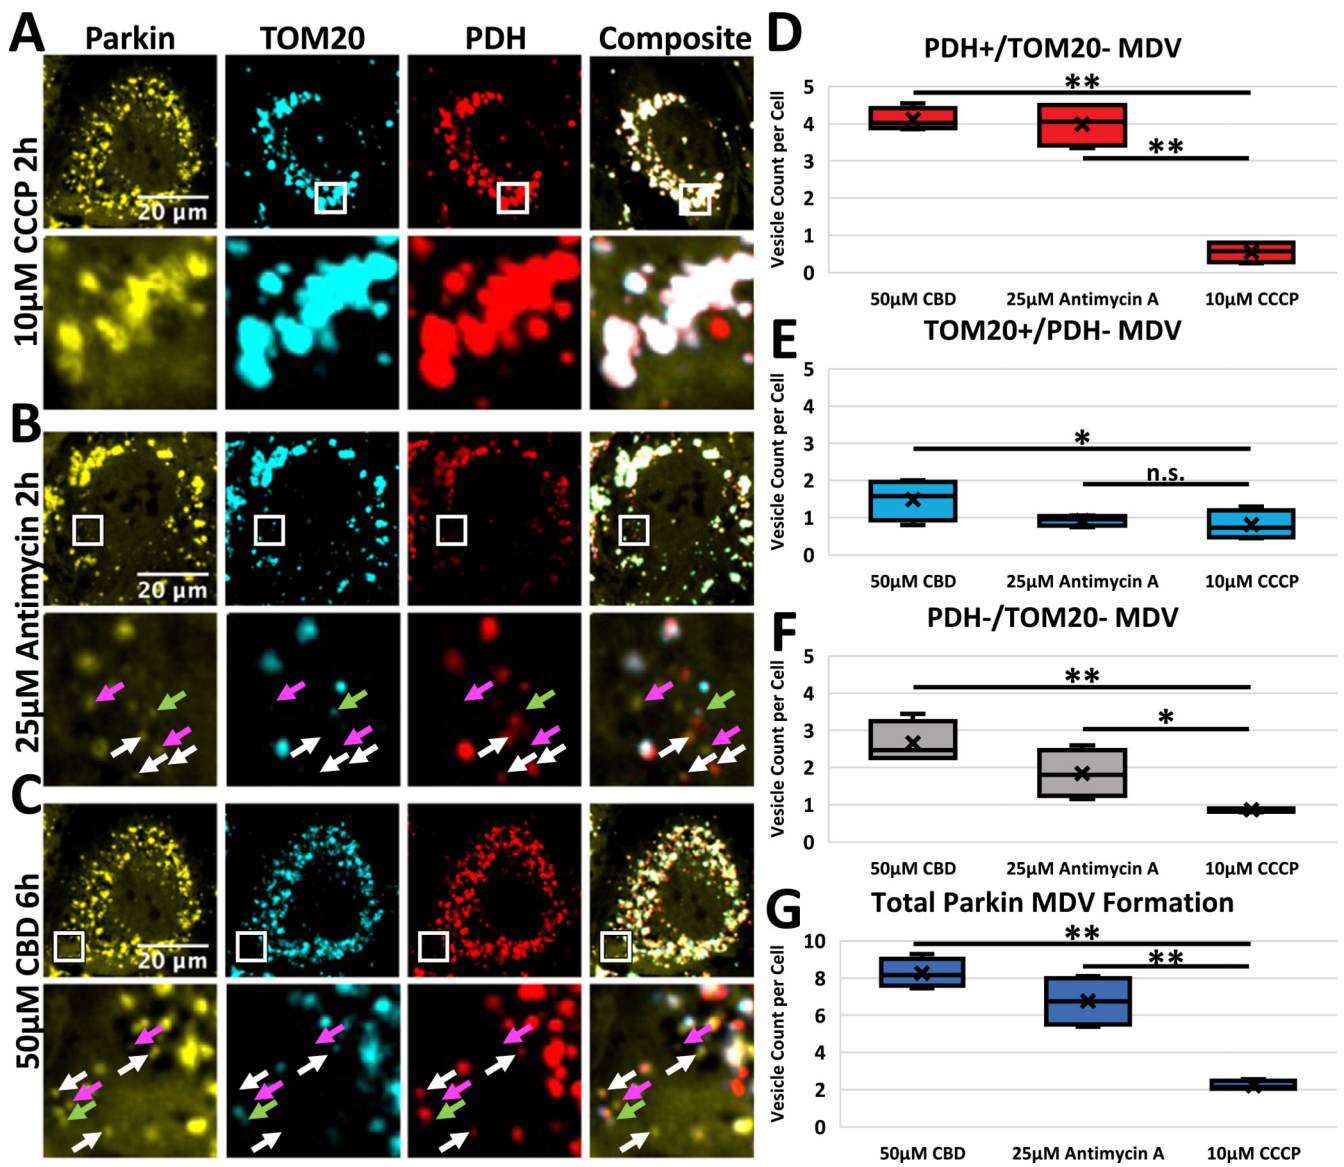 A
Parkin
TOM20
PDH
Composite
10µM CCCP 2h
20 µm
B
25µM Antimycin 2h
20 µm
C
50µM CBD 6h
20 µm
D
PDH+/TOM20- MDV
Vesicle Count per Cell
5
4
3
2
1
0
**
**
50µM CBD
25µM Antimycin A
10µM CCCP
E
TOM20+/PDH- MDV
Vesicle Count per Cell
5
4
3
2
1
0
*
n.s.
50µM CBD
25µM Antimycin A
10µM CCCP
F
PDH-/TOM20- MDV
Vesicle Count per Cell
5
4
3
2
1
0
**
*
50µM CBD
25µM Antimycin A
10µM CCCP
G
Total Parkin MDV Formation
Vesicle Count per Cell
10
8
6
4
2
0
**
**
50µM CBD
25µM Antimycin A
10µM CCCP